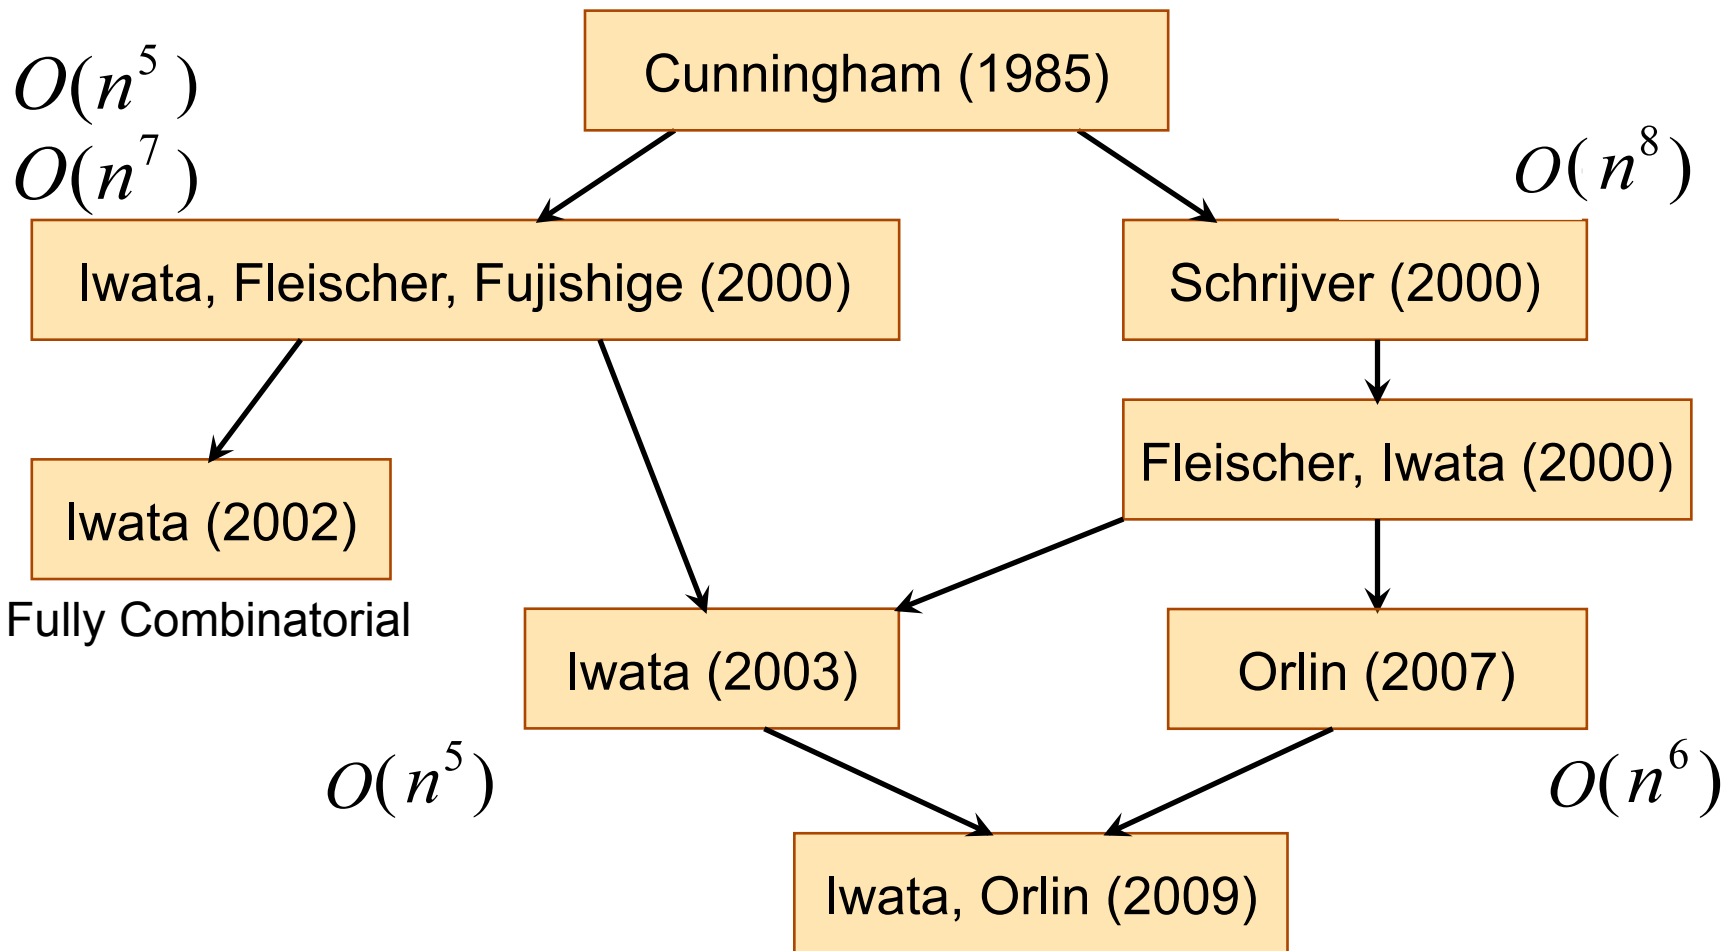 Cunningham (1985)
O(n⁵)
O(n⁷)
O(n⁸)
Iwata, Fleischer, Fujishige (2000)
Schrijver (2000)
Fleischer, Iwata (2000)
Iwata (2002)
Fully Combinatorial
Iwata (2003)
Orlin (2007)
O(n⁵)
O(n⁶)
Iwata, Orlin (2009)